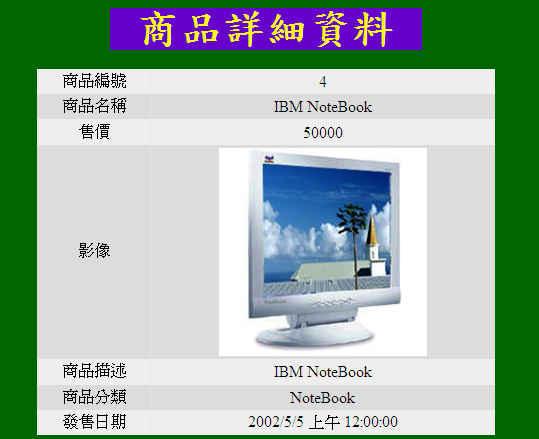 商品詳細資料
商品編號 4
商品名稱 IBM NoteBook
售價 50000
影像
商品描述 IBM NoteBook
商品分類 NoteBook
發售日期 2002/5/5 上午 12:00:00